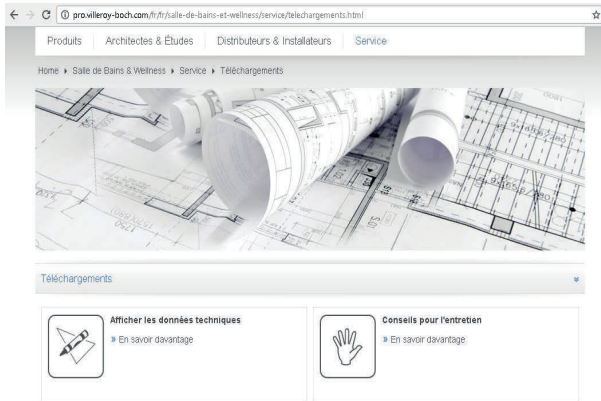 pro.villeroy-boch.com/fr/fr/salle-de-bains-et-wellness/service/telechargements.html
Produits Architectes & Études Distributeurs & Installateurs Service
Home ▸ Salle de Bains & Wellness ▸ Service ▸ Téléchargements
Téléchargements
Afficher les données techniques
» En savoir davantage
Conseils pour l'entretien
» En savoir davantage